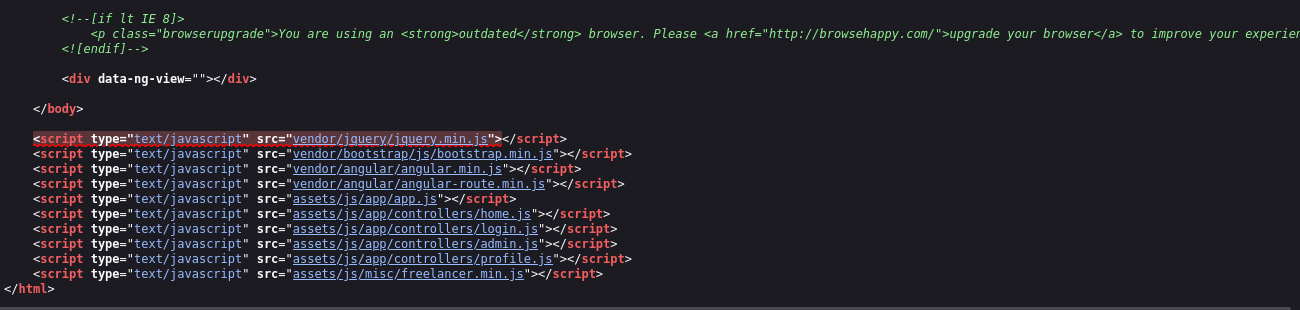 <!--[if lt IE 8]>
<p class="browserupgrade">You are using an <strong>outdated</strong> browser. Please <a href="http://browsehappy.com/">upgrade your browser</a> to improve your experien
<![endif]-->
<div data-ng-view=""></div>
</body>
<script type="text/javascript" src="vendor/jquery/jquery.min.js"></script>
<script type="text/javascript" src="vendor/bootstrap/js/bootstrap.min.js"></script>
<script type="text/javascript" src="vendor/angular/angular.min.js"></script>
<script type="text/javascript" src="vendor/angular/angular-route.min.js"></script>
<script type="text/javascript" src="assets/js/app/app.js"></script>
<script type="text/javascript" src="assets/js/app/controllers/home.js"></script>
<script type="text/javascript" src="assets/js/app/controllers/login.js"></script>
<script type="text/javascript" src="assets/js/app/controllers/admin.js"></script>
<script type="text/javascript" src="assets/js/app/controllers/profile.js"></script>
<script type="text/javascript" src="assets/js/misc/freelancer.min.js"></script>
</html>